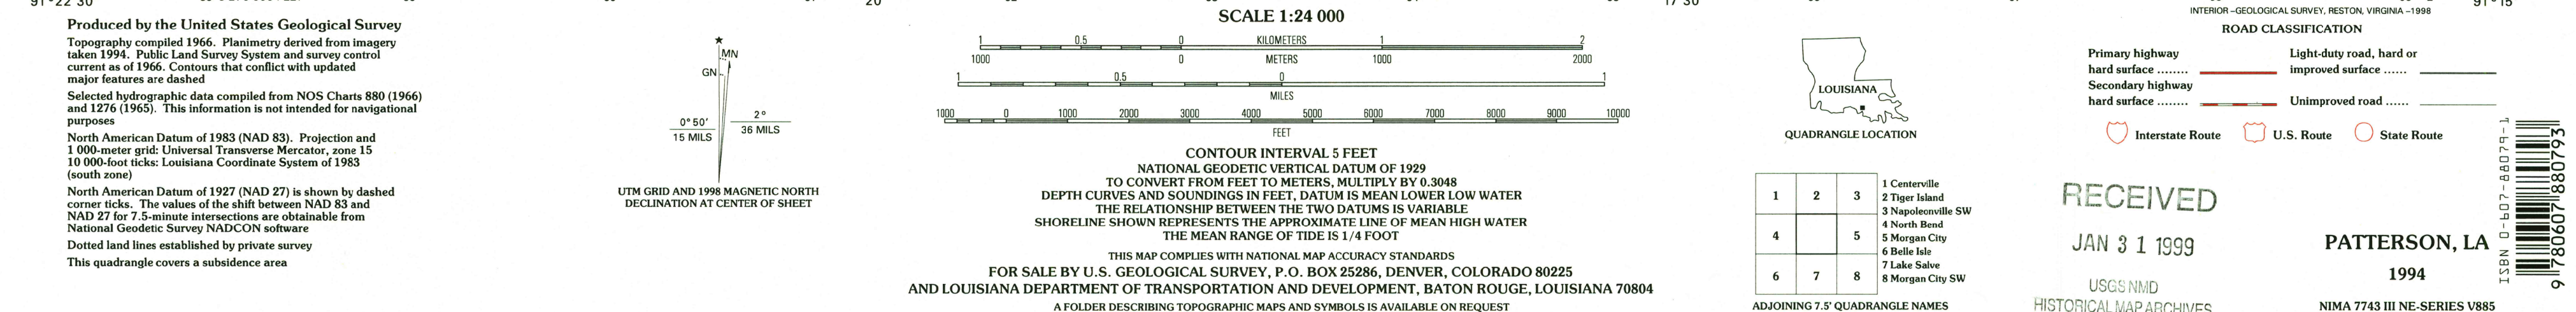 91°22'30"
20'
17'30"
91°15'
Produced by the United States Geological Survey
Topography compiled 1966. Planimetry derived from imagery
taken 1994. Public Land Survey System and survey control
current as of 1966. Contours that conflict with updated
major features are dashed
Selected hydrographic data compiled from NOS Charts 880 (1966)
and 1276 (1965). This information is not intended for navigational
purposes
North American Datum of 1983 (NAD 83). Projection and
1 000-meter grid: Universal Transverse Mercator, zone 15
10 000-foot ticks: Louisiana Coordinate System of 1983
(south zone)
North American Datum of 1927 (NAD 27) is shown by dashed
corner ticks. The values of the shift between NAD 83 and
NAD 27 for 7.5-minute intersections are obtainable from
National Geodetic Survey NADCON software
Dotted land lines established by private survey
This quadrangle covers a subsidence area
MN
GN
0°50'
15 MILS
2°
36 MILS
UTM GRID AND 1998 MAGNETIC NORTH
DECLINATION AT CENTER OF SHEET
SCALE 1:24 000
1 0.5 0 KILOMETERS 1 2
1000 0 METERS 1000 2000
1 0.5 0 1
MILES
1000 0 1000 2000 3000 4000 5000 6000 7000 8000 9000 10000
FEET
CONTOUR INTERVAL 5 FEET
NATIONAL GEODETIC VERTICAL DATUM OF 1929
TO CONVERT FROM FEET TO METERS, MULTIPLY BY 0.3048
DEPTH CURVES AND SOUNDINGS IN FEET, DATUM IS MEAN LOWER LOW WATER
THE RELATIONSHIP BETWEEN THE TWO DATUMS IS VARIABLE
SHORELINE SHOWN REPRESENTS THE APPROXIMATE LINE OF MEAN HIGH WATER
THE MEAN RANGE OF TIDE IS 1/4 FOOT
THIS MAP COMPLIES WITH NATIONAL MAP ACCURACY STANDARDS
FOR SALE BY U.S. GEOLOGICAL SURVEY, P.O. BOX 25286, DENVER, COLORADO 80225
AND LOUISIANA DEPARTMENT OF TRANSPORTATION AND DEVELOPMENT, BATON ROUGE, LOUISIANA 70804
A FOLDER DESCRIBING TOPOGRAPHIC MAPS AND SYMBOLS IS AVAILABLE ON REQUEST
LOUISIANA
QUADRANGLE LOCATION
1 2 3
4 5
6 7 8
1 Centerville
2 Tiger Island
3 Napoleonville SW
4 North Bend
5 Morgan City
6 Belle Isle
7 Lake Salve
8 Morgan City SW
ADJOINING 7.5' QUADRANGLE NAMES
INTERIOR–GEOLOGICAL SURVEY, RESTON, VIRGINIA–1998
ROAD CLASSIFICATION
Primary highway
hard surface ........
Light-duty road, hard or
improved surface ......
Secondary highway
hard surface ........
Unimproved road ......
Interstate Route
U.S. Route
State Route
RECEIVED
JAN 31 1999
USGS NMD
HISTORICAL MAP ARCHIVES
PATTERSON, LA
1994
NIMA 7743 III NE-SERIES V885
ISBN 0-607-88079-1
9 780607 880793